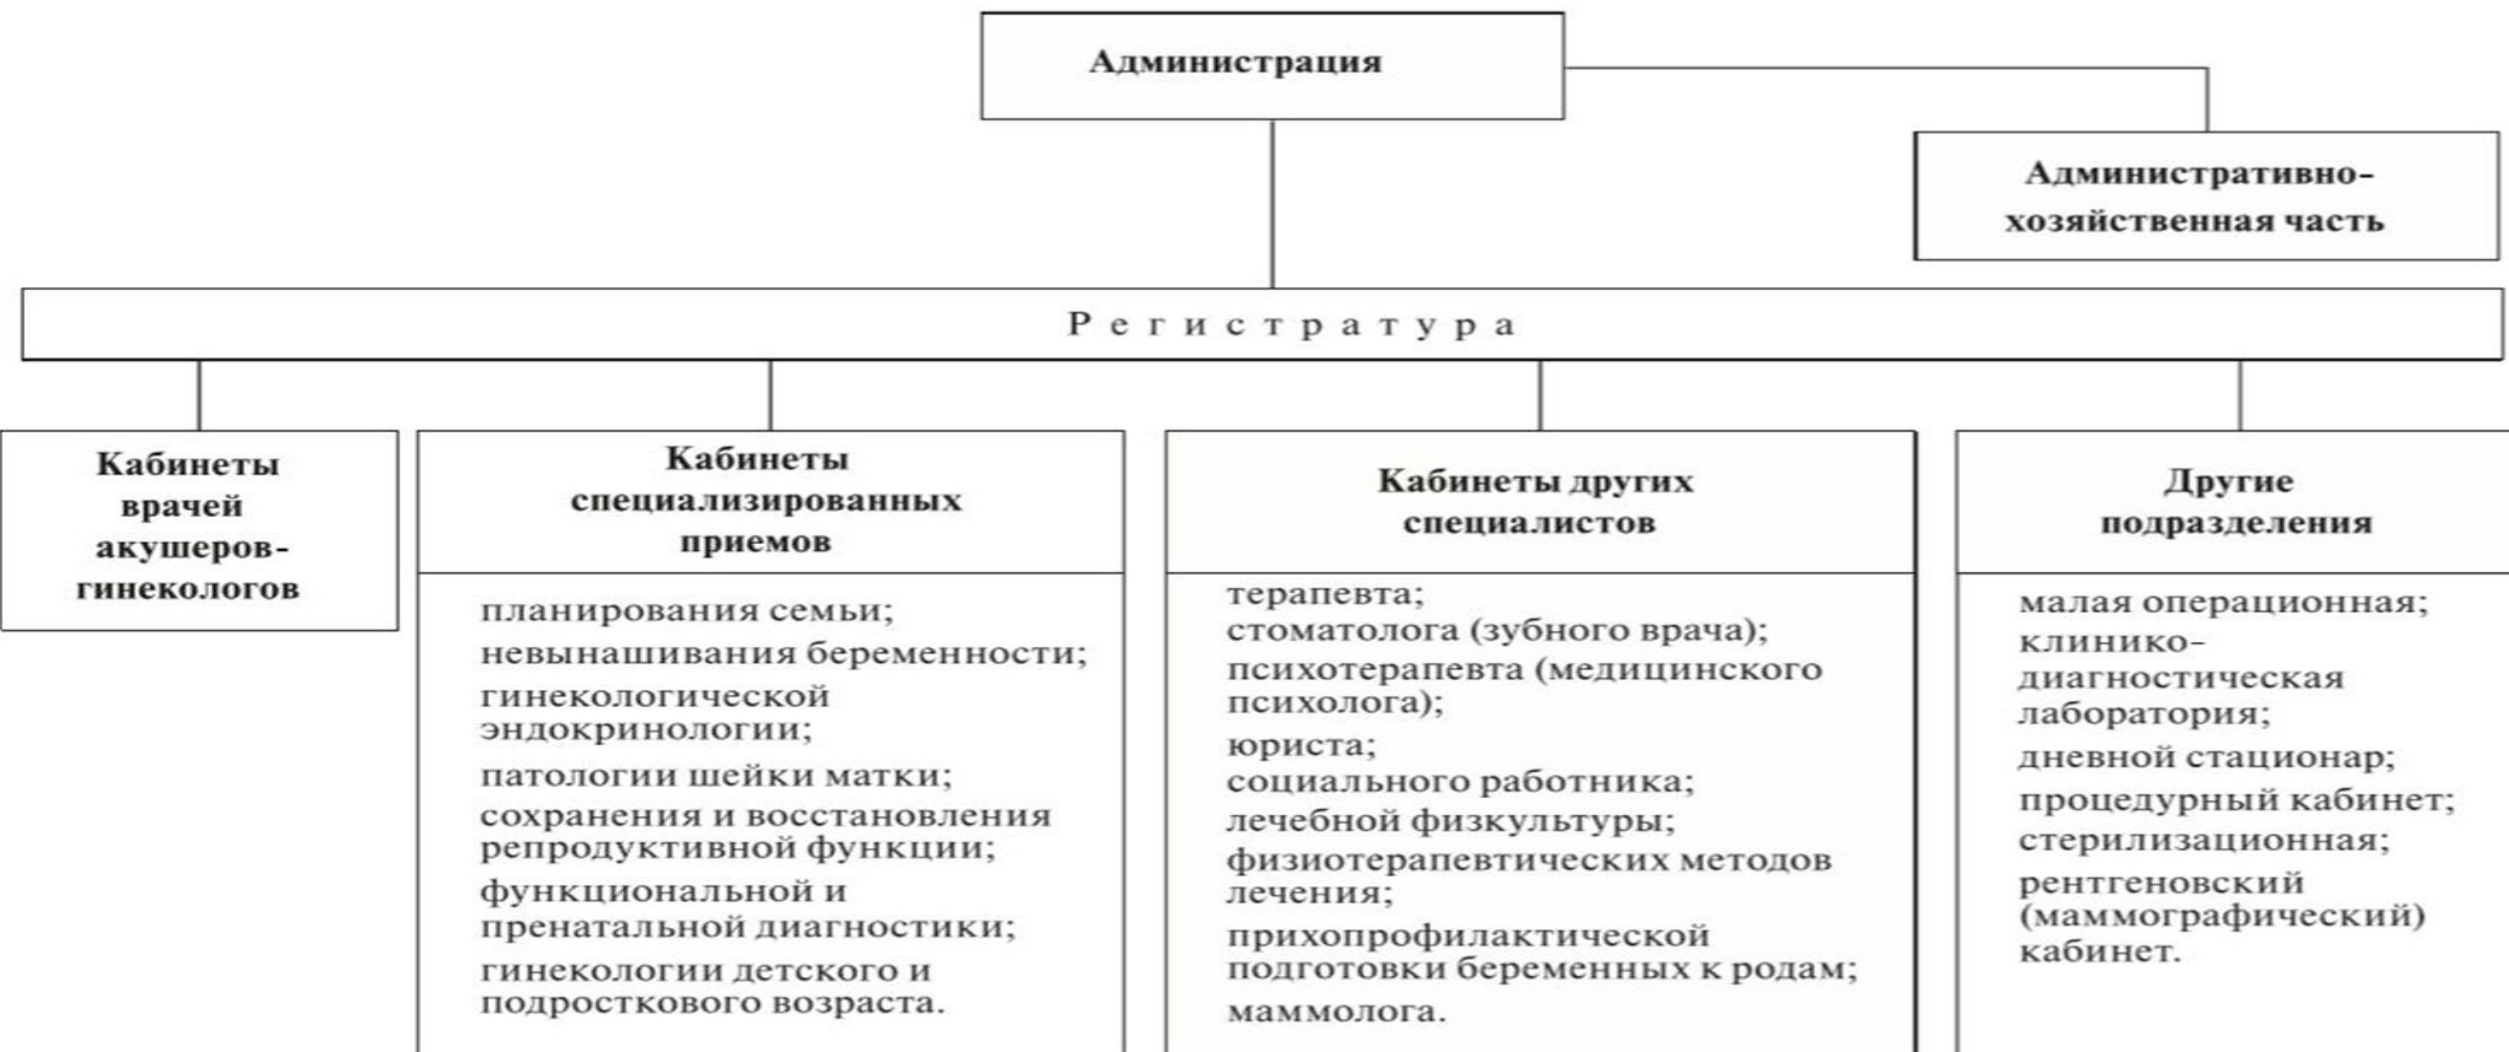 Администрация
Административно-
хозяйственная часть
Регистратура
Кабинеты
врачей
акушеров-
гинекологов
Кабинеты
специализированных
приемов
планирования семьи;
невынашивания беременности;
гинекологической
эндокринологии;
патологии шейки матки;
сохранения и восстановления
репродуктивной функции;
функциональной и
пренатальной диагностики;
гинекологии детского и
подросткового возраста.
Кабинеты других
специалистов
терапевта;
стоматолога (зубного врача);
психотерапевта (медицинского
психолога);
юриста;
социального работника;
лечебной физкультуры;
физиотерапевтических методов
лечения;
прихопрофилактической
подготовки беременных к родам;
маммолога.
Другие
подразделения
малая операционная;
клинико-
диагностическая
лаборатория;
дневной стационар;
процедурный кабинет;
стерилизационная;
рентгеновский
(маммографический)
кабинет.